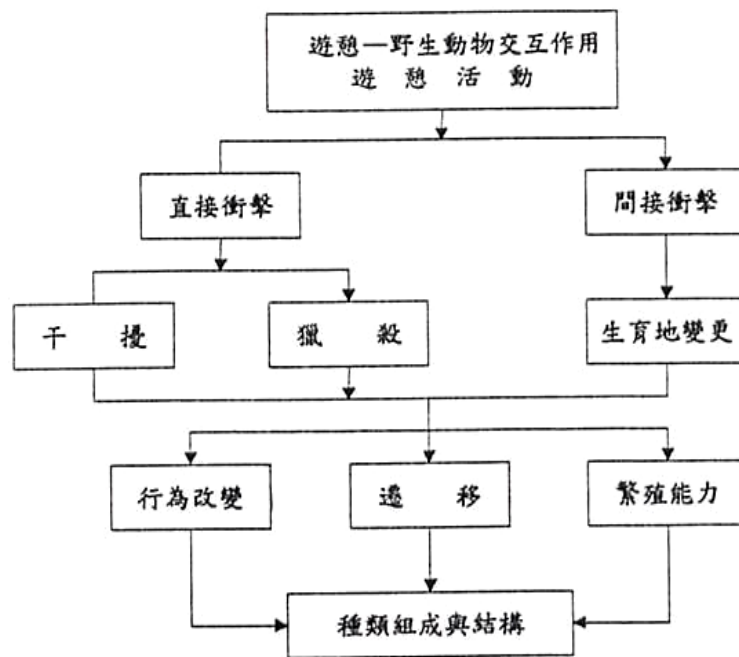 遊憩—野生動物交互作用
遊憩活動
直接衝擊
間接衝擊
干擾
獵殺
生育地變更
行為改變
遷移
繁殖能力
種類組成與結構